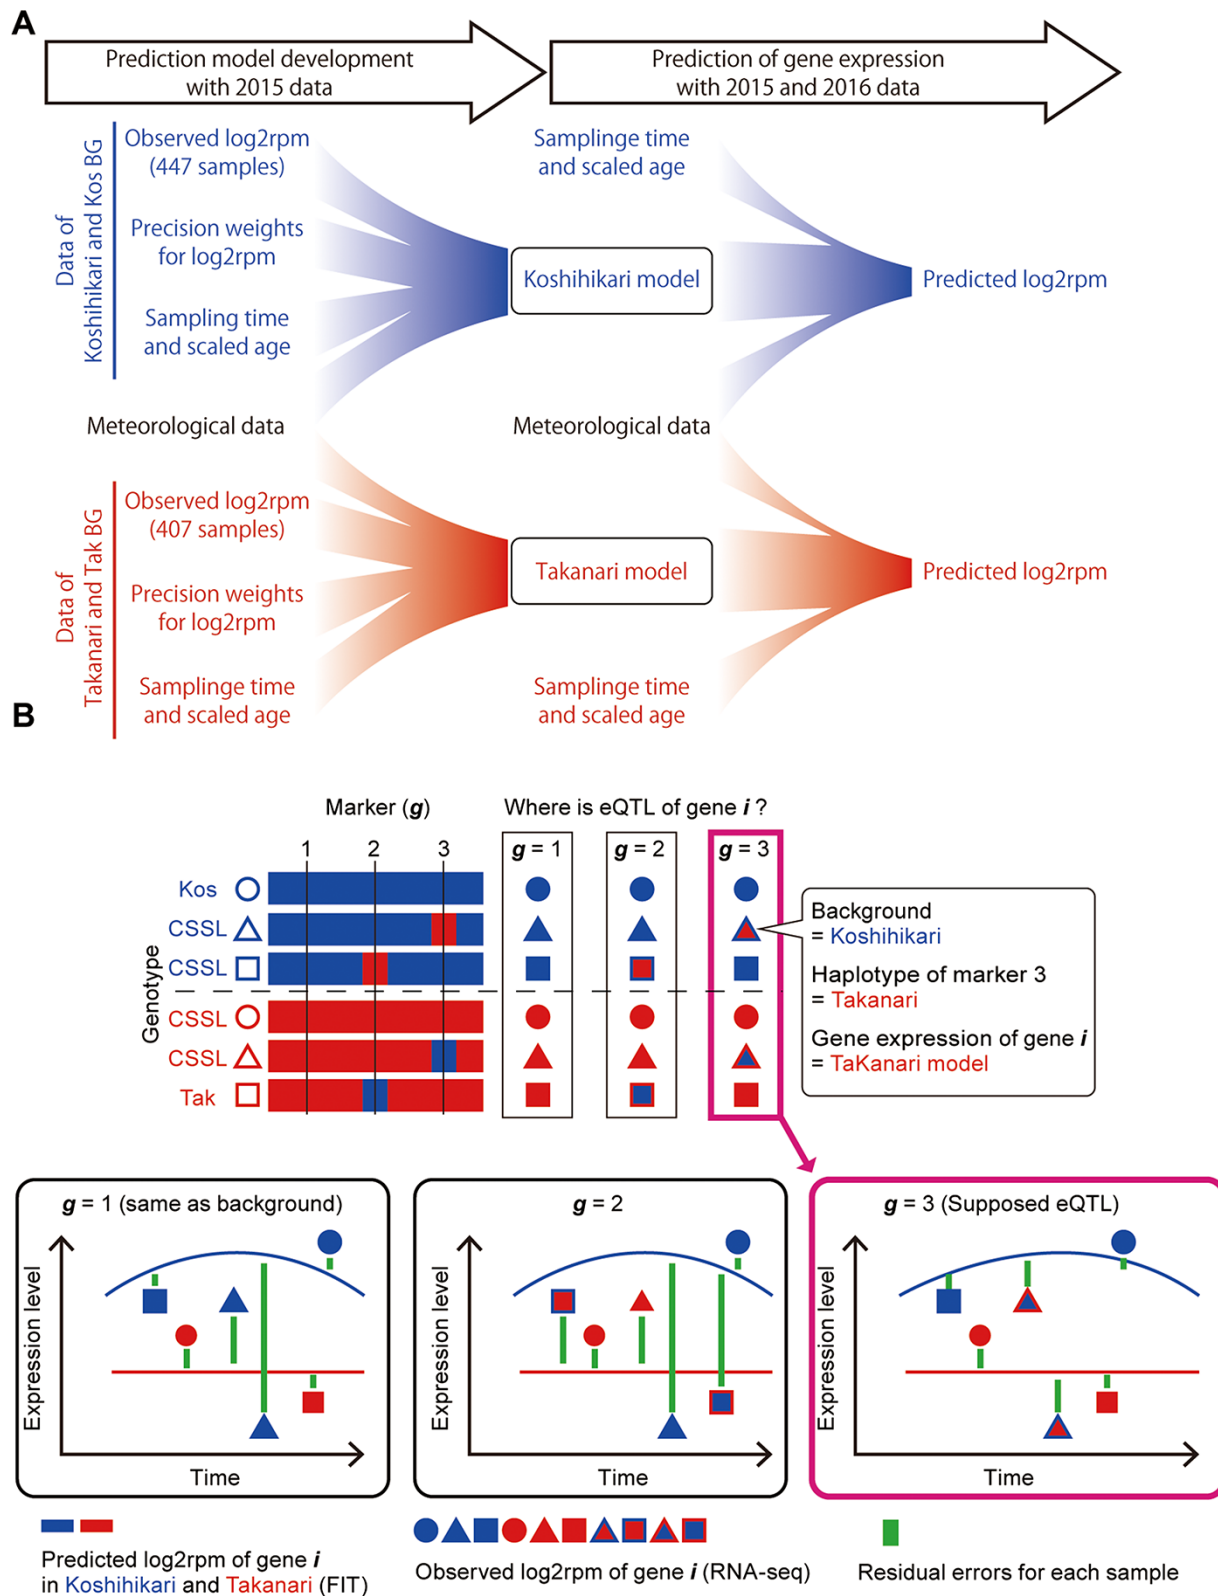 A
Prediction model development
with 2015 data
Prediction of gene expression
with 2015 and 2016 data
Data of
Koshihikari and Kos BG
Observed log2rpm
(447 samples)
Precision weights
for log2rpm
Sampling time
and scaled age
Koshihikari model
Samplinge time
and scaled age
Predicted log2rpm
Meteorological data
Meteorological data
Data of
Takanari and Tak BG
Observed log2rpm
(407 samples)
Precision weights
for log2rpm
Samplinge time
and scaled age
Takanari model
Predicted log2rpm
Samplinge time
and scaled age
B
Marker (g)
Where is eQTL of gene i ?
1 2 3
g = 1
g = 2
g = 3
Genotype
Kos
CSSL
CSSL
CSSL
CSSL
Tak
Background
= Koshihikari
Haplotype of marker 3
= Takanari
Gene expression of gene i
= TaKanari model
g = 1 (same as background)
Expression level
Time
g = 2
Expression level
Time
g = 3 (Supposed eQTL)
Expression level
Time
Predicted log2rpm of gene i
in Koshihikari and Takanari (FIT)
Observed log2rpm of gene i (RNA-seq)
Residual errors for each sample